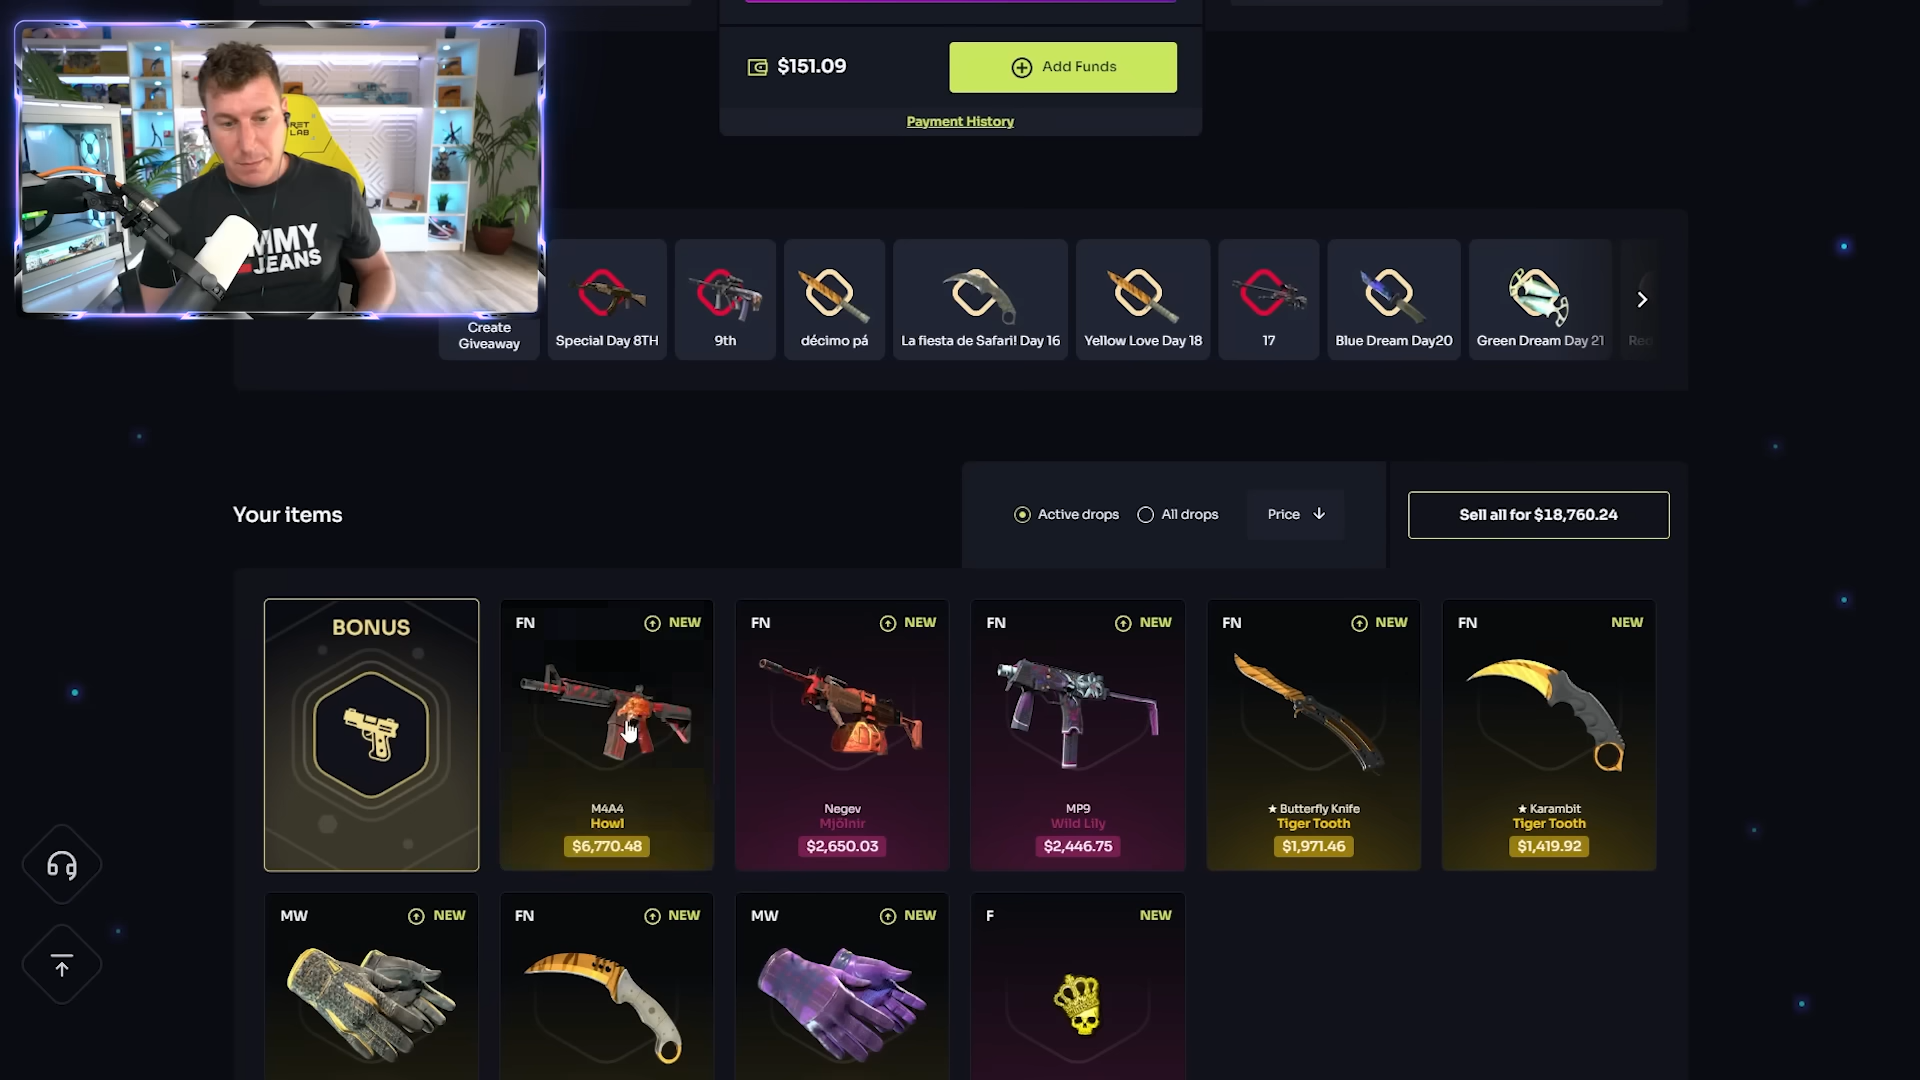 $151.09
Add Funds
Payment History
RET
LAB
MMY
JEANS
Create
Giveaway
Special Day 8TH
9th
décimo pá
La fiesta de Safari! Day 16
Yellow Love Day 18
17
Blue Dream Day20
Green Dream Day 21
Your items
Active drops
All drops
Price
Sell all for $18,760.24
BONUS
FN
NEW
M4A4
Howl
$6,770.48
FN
NEW
Negev
Mjölnir
$2,650.03
FN
NEW
MP9
Wild Lily
$2,446.75
FN
NEW
★ Butterfly Knife
Tiger Tooth
$1,971.46
FN
NEW
★ Karambit
Tiger Tooth
$1,419.92
MW
NEW
FN
NEW
MW
NEW
F
NEW